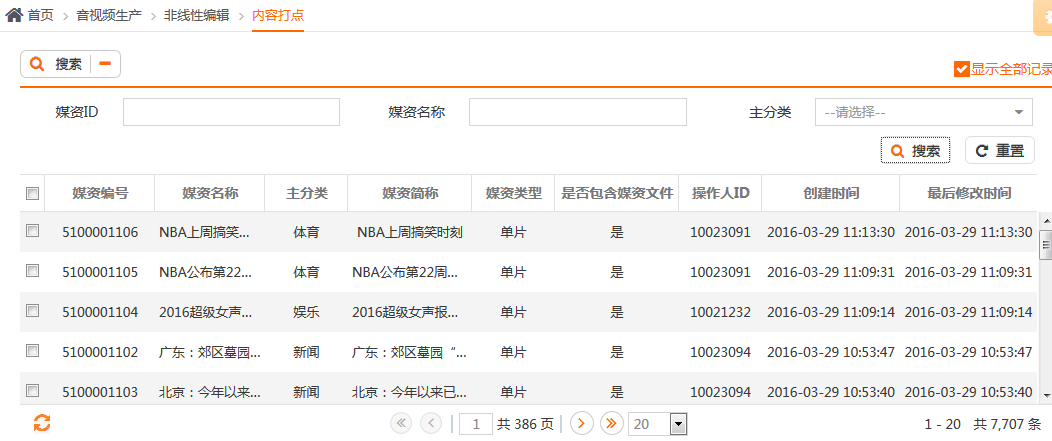 首页 > 音视频生产 > 非线性编辑 > 内容打点
搜索
显示全部记录
媒资ID 媒资名称 主分类 --请选择--
搜索 重置
媒资编号 媒资名称 主分类 媒资简称 媒资类型 是否包含媒资文件 操作人ID 创建时间 最后修改时间
5100001106 NBA上周搞笑... 体育 NBA上周搞笑时刻 单片 是 10023091 2016-03-29 11:13:30 2016-03-29 11:13:30
5100001105 NBA公布第22... 体育 NBA公布第22周... 单片 是 10023091 2016-03-29 11:09:31 2016-03-29 11:09:31
5100001104 2016超级女声... 娱乐 2016超级女声报... 单片 是 10021232 2016-03-29 11:09:14 2016-03-29 11:09:14
5100001102 广东：郊区墓园... 新闻 广东：郊区墓园“... 单片 是 10023094 2016-03-29 10:53:47 2016-03-29 10:53:47
5100001103 北京：今年以来... 新闻 北京：今年以来已... 单片 是 10023094 2016-03-29 10:53:40 2016-03-29 10:53:40
1 共 386 页 20 1 - 20 共 7,707 条